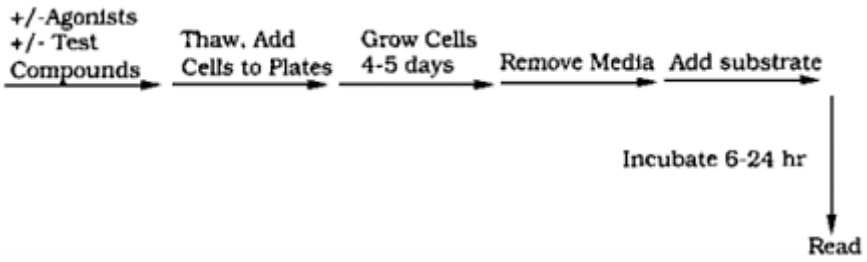 +/-Agonists
+/- Test
Compounds
Thaw, Add
Cells to Plates
Grow Cells
4-5 days
Remove Media
Add substrate
Incubate 6-24 hr
Read